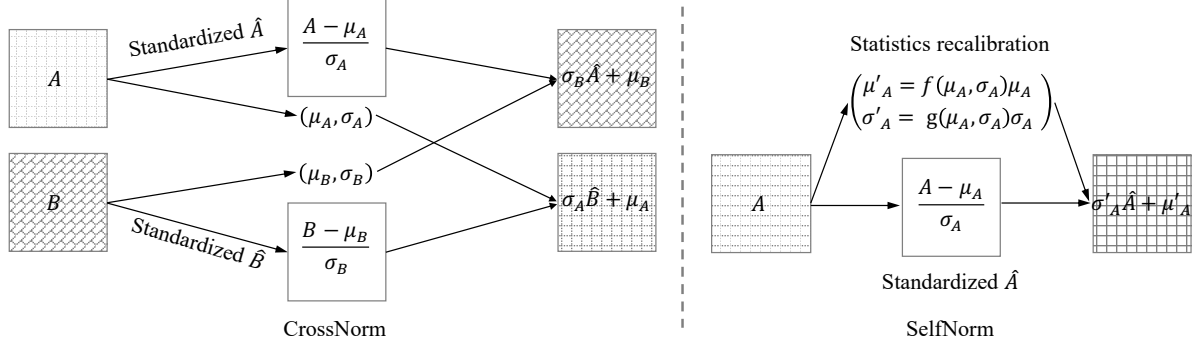 Standardized Â
A − μ_A
σ_A
A
σ_B Â + μ_B
(μ_A, σ_A)
(μ_B, σ_B)
B
σ_A B̂ + μ_A
Standardized B̂
B − μ_B
σ_B
CrossNorm
Statistics recalibration
(μ'_A = f(μ_A, σ_A)μ_A
σ'_A = g(μ_A, σ_A)σ_A)
A
A − μ_A
σ_A
σ'_A Â + μ'_A
Standardized Â
SelfNorm